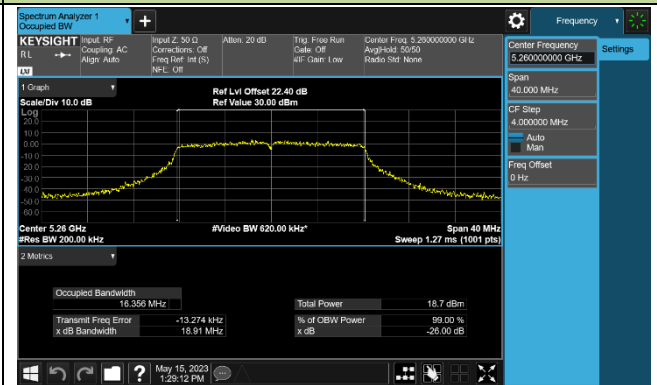 Spectrum Analyzer 1
Occupied BW
Frequency
KEYSIGHT
RL
LXI
Input: RF
Coupling: AC
Align: Auto
Input Z: 50 Ω
Corrections: Off
Freq Ref: Int (S)
NFE: Off
Atten: 20 dB
Trig: Free Run
Gate: Off
#IF Gain: Low
Center Freq: 5.260000000 GHz
Avg|Hold: 50/50
Radio Std: None
Center Frequency
5.260000000 GHz
Settings
Span
40.000 MHz
CF Step
4.000000 MHz
Auto
Man
Freq Offset
0 Hz
1 Graph
Scale/Div 10.0 dB
Ref Lvl Offset 22.40 dB
Ref Value 30.00 dBm
Log
20.0
10.0
0.00
-10.0
-20.0
-30.0
-40.0
-50.0
-60.0
Center 5.26 GHz
#Res BW 200.00 kHz
#Video BW 620.00 kHz*
Span 40 MHz
Sweep 1.27 ms (1001 pts)
2 Metrics
Occupied Bandwidth
16.356 MHz
Total Power 18.7 dBm
Transmit Freq Error -13.274 kHz
% of OBW Power 99.00 %
x dB Bandwidth 18.91 MHz
x dB -26.00 dB
?
May 15, 2023
1:29:12 PM